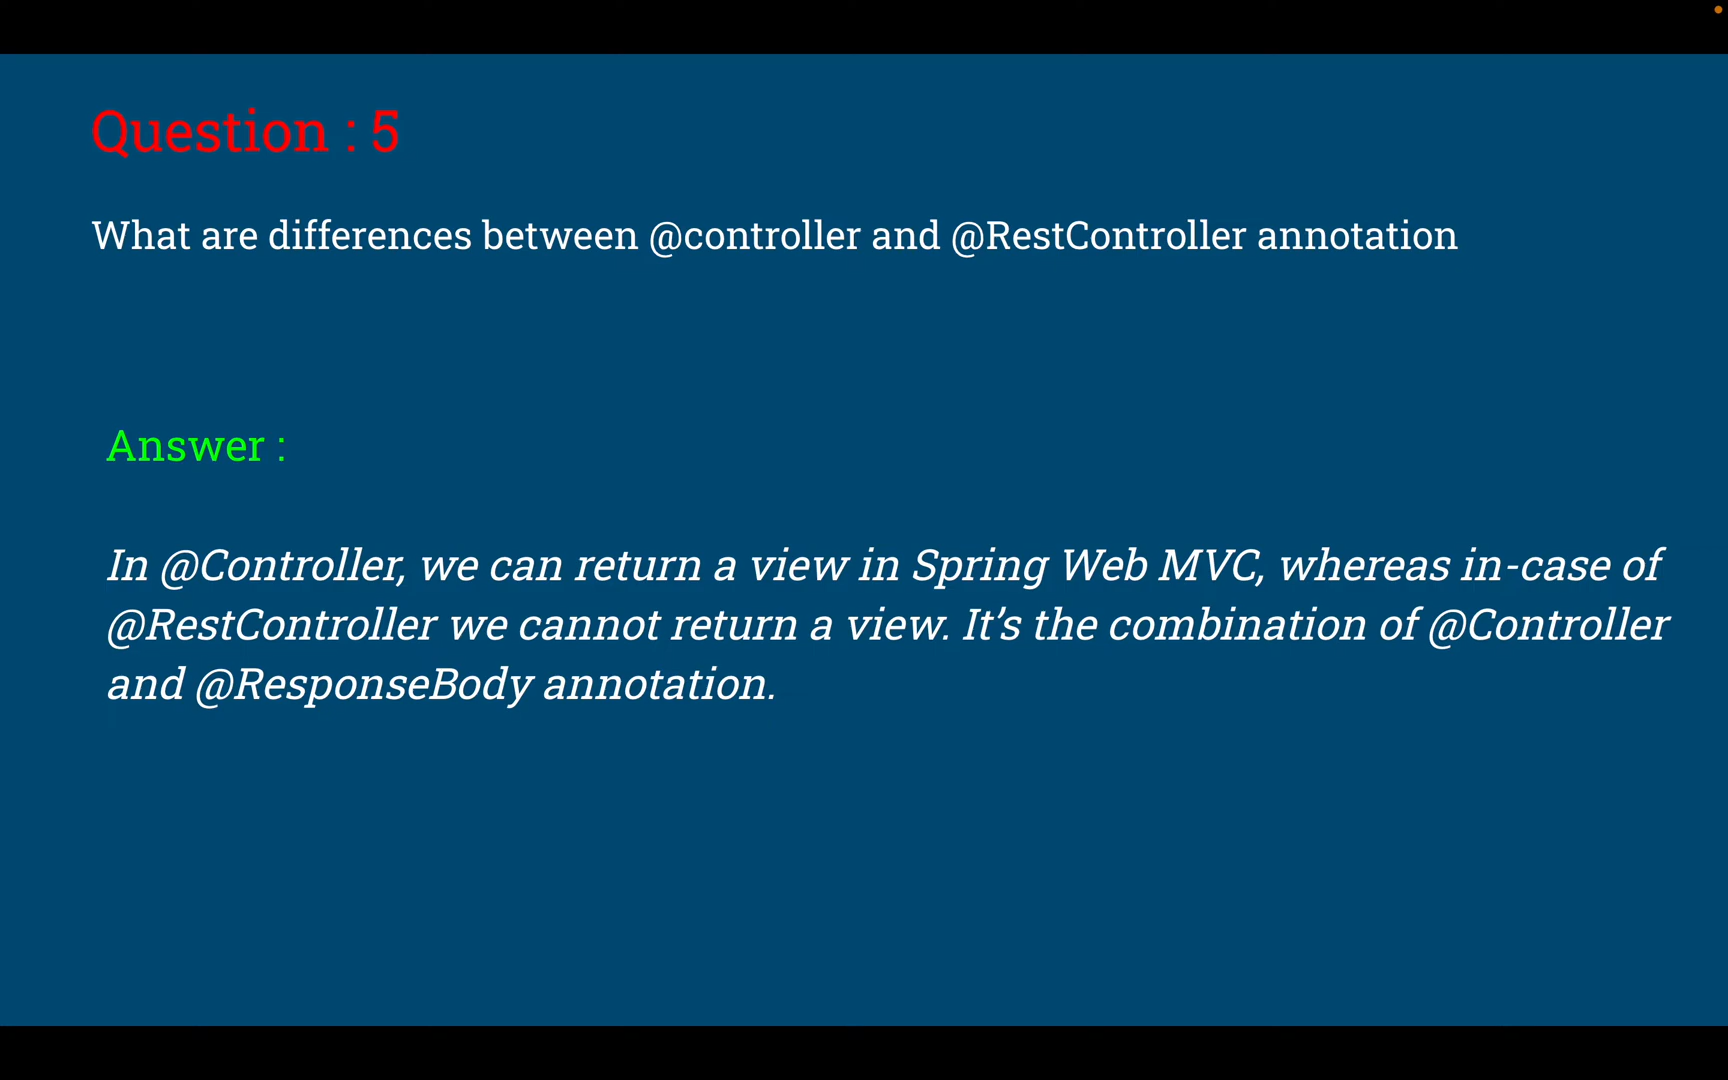 Question : 5
What are differences between @controller and @RestController annotation
Answer :
In @Controller, we can return a view in Spring Web MVC, whereas in-case of
@RestController we cannot return a view. It’s the combination of @Controller
and @ResponseBody annotation.